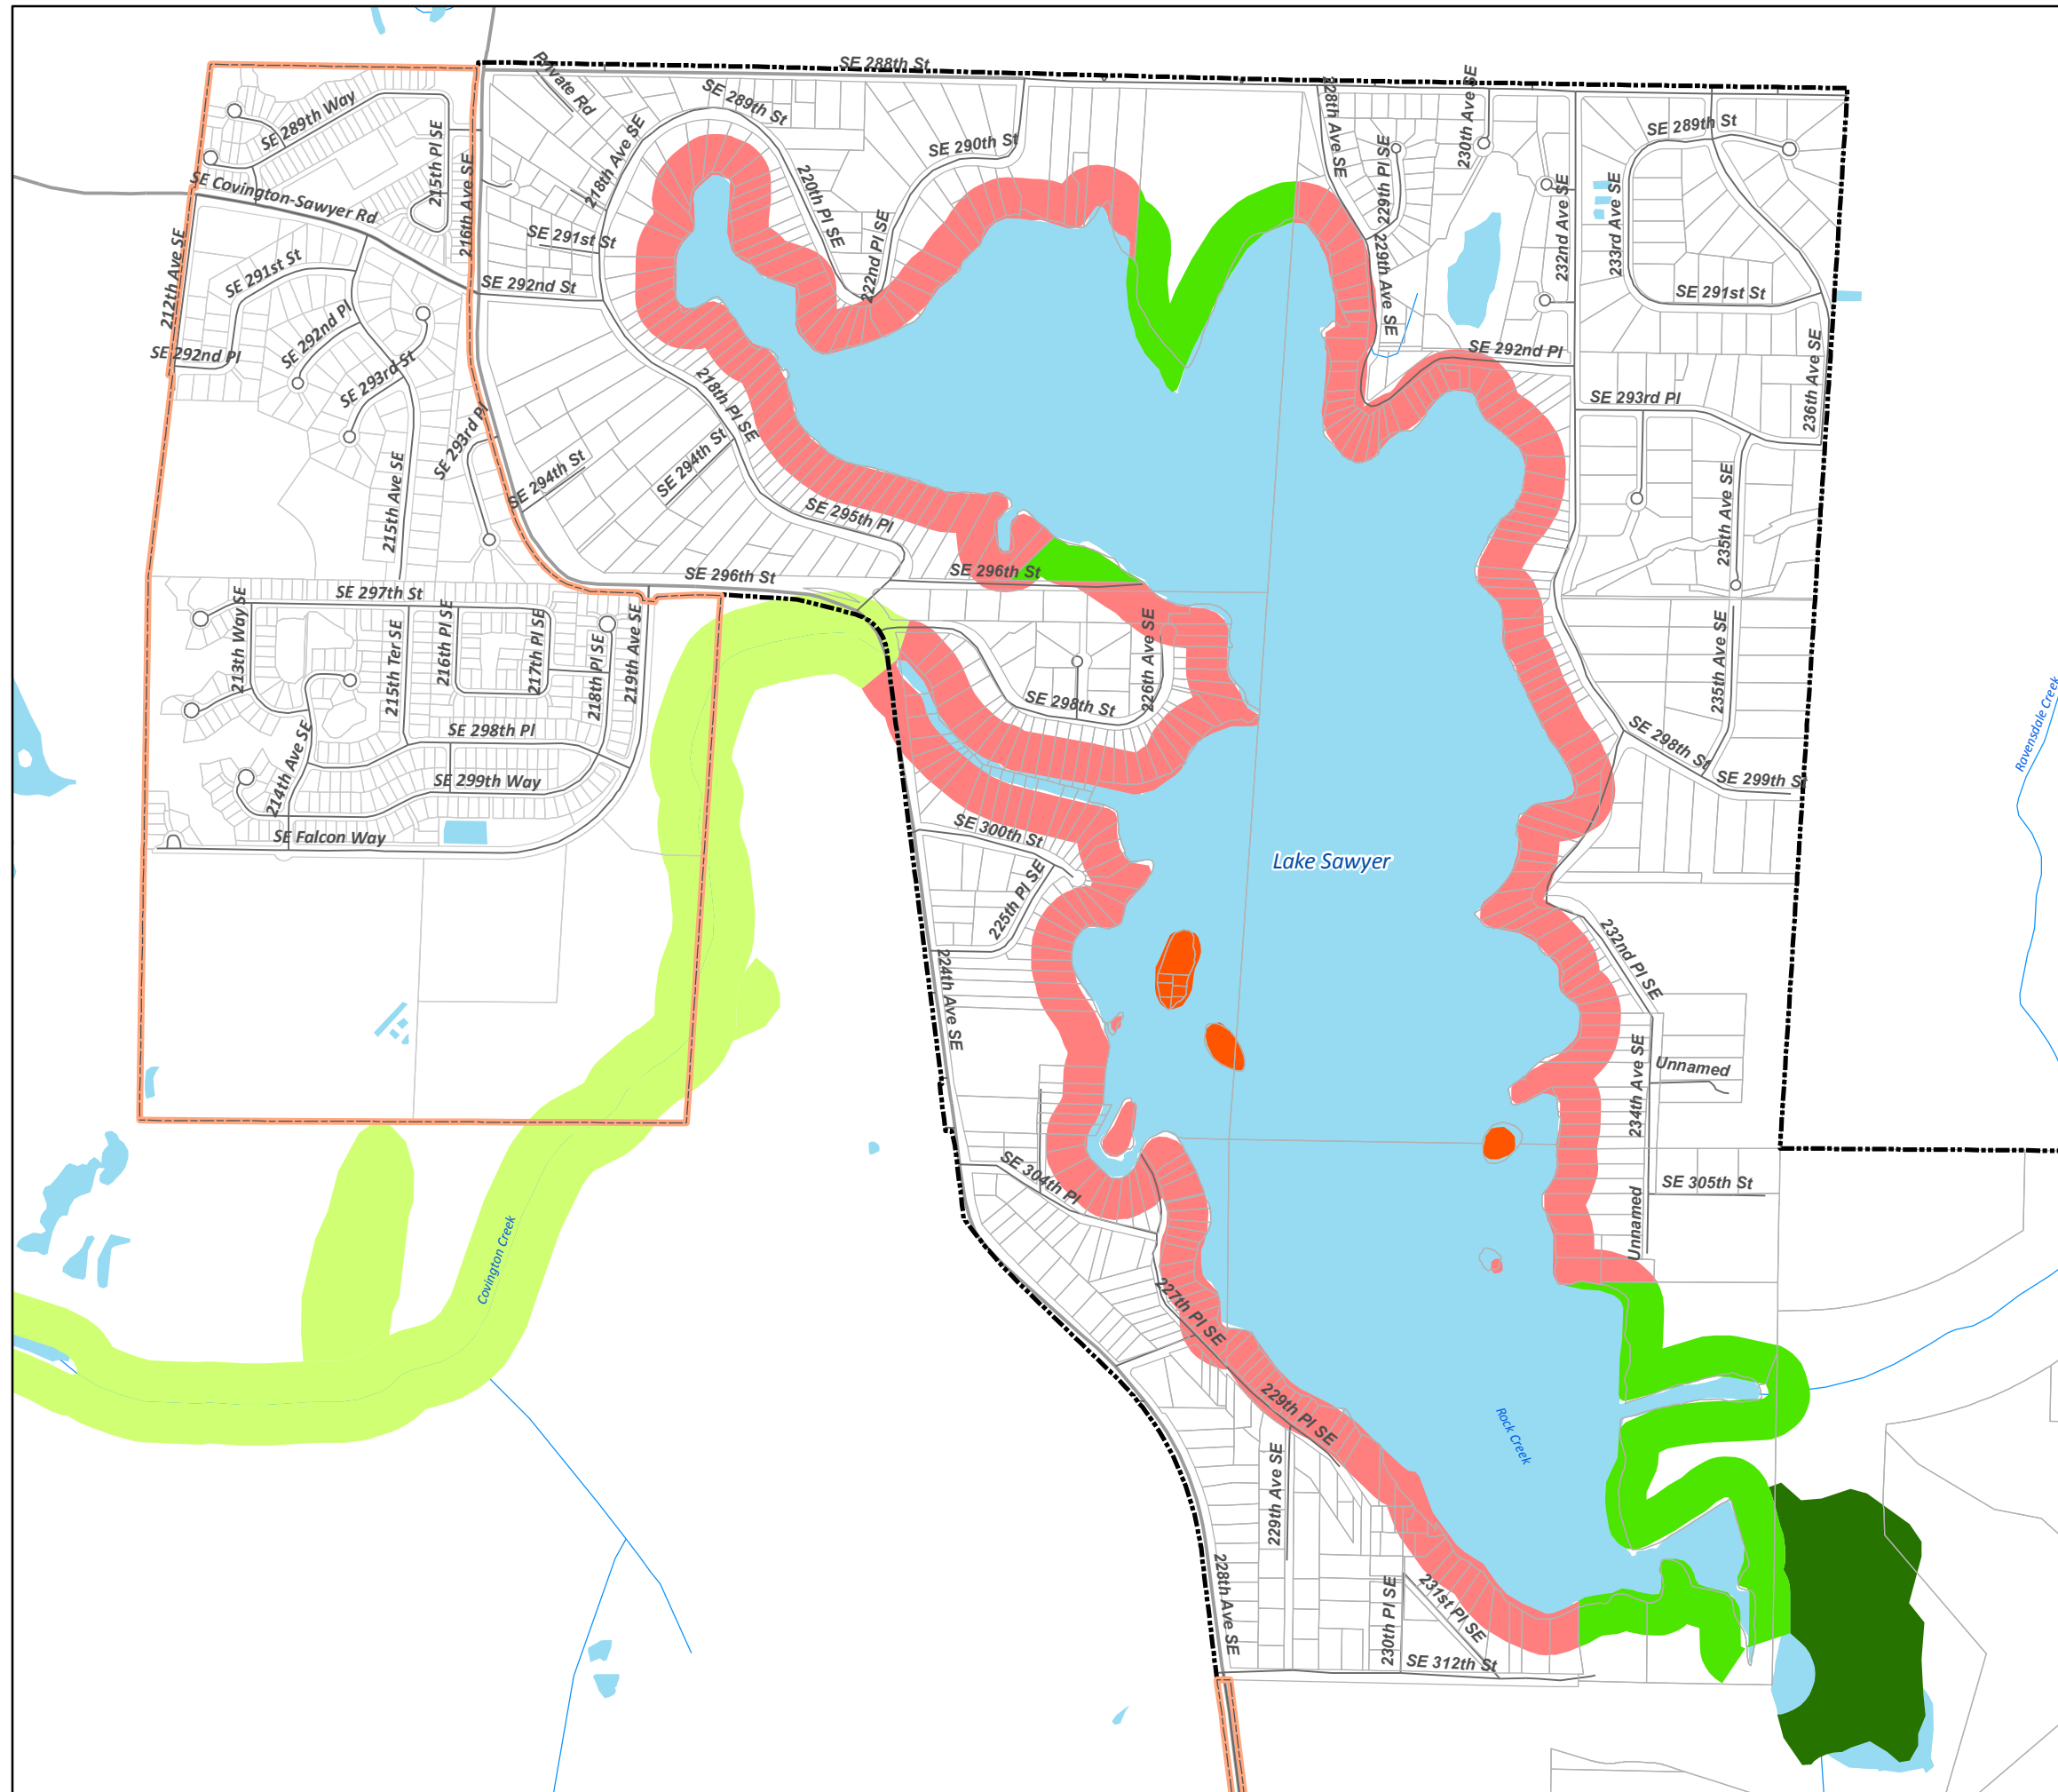 SE 288th St
Private Rd
SE 289th St
228th Ave SE
230th Ave SE
SE 289th Way
215th Pl SE
216th Ave SE
218th Ave SE
220th Pl SE
SE 290th St
229th Pl SE
SE 289th St
SE Covington-Sawyer Rd
232nd Ave SE
233rd Ave SE
212th Ave SE
SE 291st St
SE 291st St
222nd Pl SE
226th Ave SE
SE 291st St
SE 292nd St
SE 292nd Pl
SE 292nd Pl
SE 293rd St
SE 292nd Pl
236th Ave SE
218th Pl SE
SE 293rd Pl
SE 293rd Pl
215th Ave SE
SE 294th St
SE 294th St
SE 295th Pl
235th Ave SE
SE 296th St
SE 296th St
SE 297th St
213th Way SE
215th Ter SE
216th Pl SE
217th Pl SE
218th Pl SE
219th Ave SE
226th Ave SE
235th Ave SE
SE 298th St
Ravensdale Creek
SE 298th Pl
SE 298th St
214th Ave SE
SE 299th Way
SE 299th St
SE Falcon Way
SE 300th St
Lake Sawyer
225th Pl SE
232nd Pl SE
224th Ave SE
234th Ave SE
Unnamed
SE 304th Pl
SE 305th St
Unnamed
Covington Creek
227th Pl SE
229th Pl SE
Rock Creek
229th Ave SE
228th Ave SE
230th Pl SE
231st Pl SE
SE 312th St